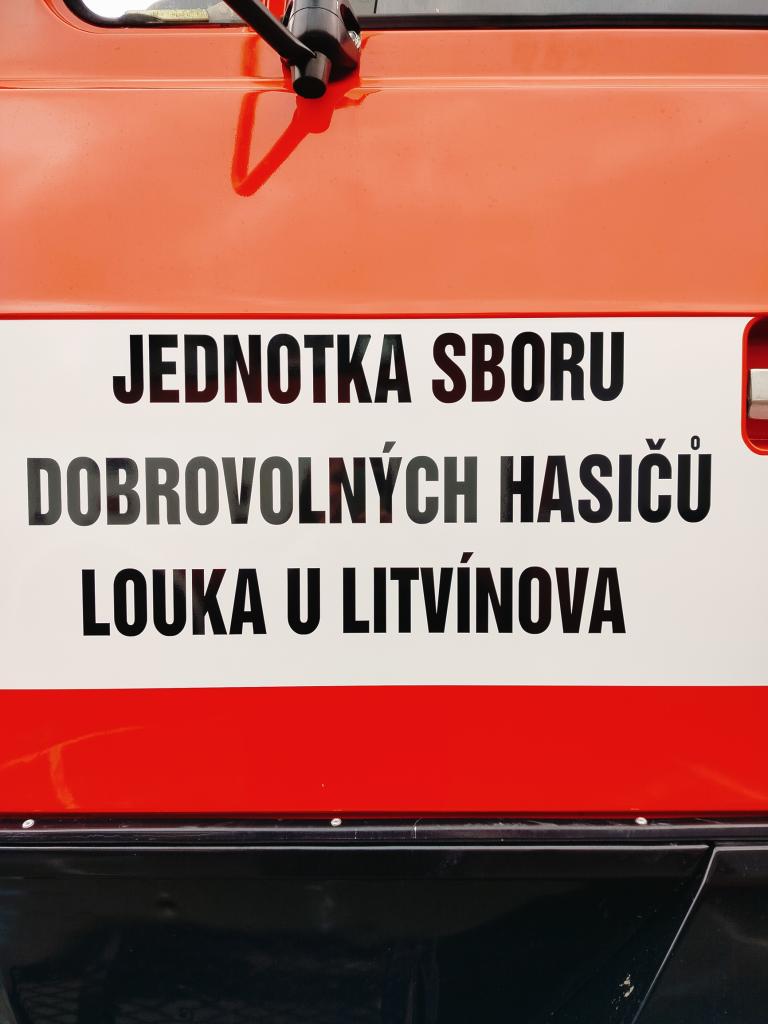 JEDNOTKA SBORU
DOBROVOLNÝCH HASIČŮ
LOUKA U LITVÍNOVA